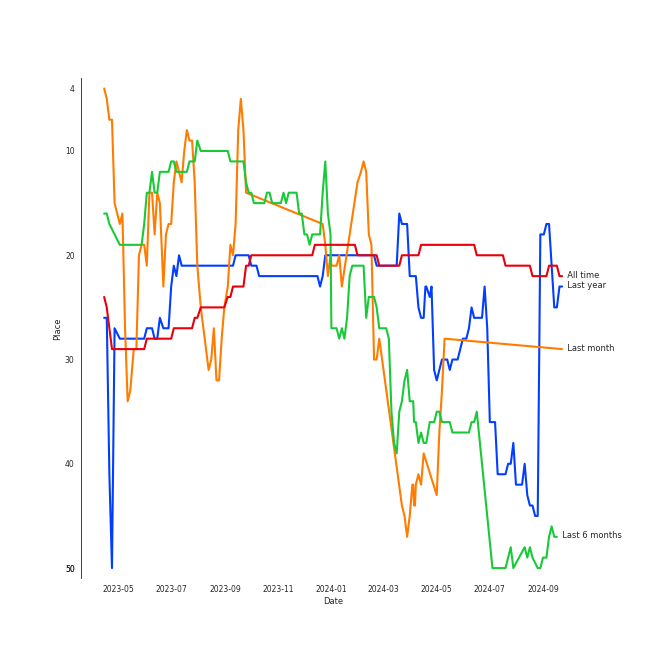 4
10
20
30
40
50
Place
2023-05
2023-07
2023-09
2023-11
2024-01
2024-03
2024-05
2024-07
2024-09
Date
All time
Last year
Last month
Last 6 months